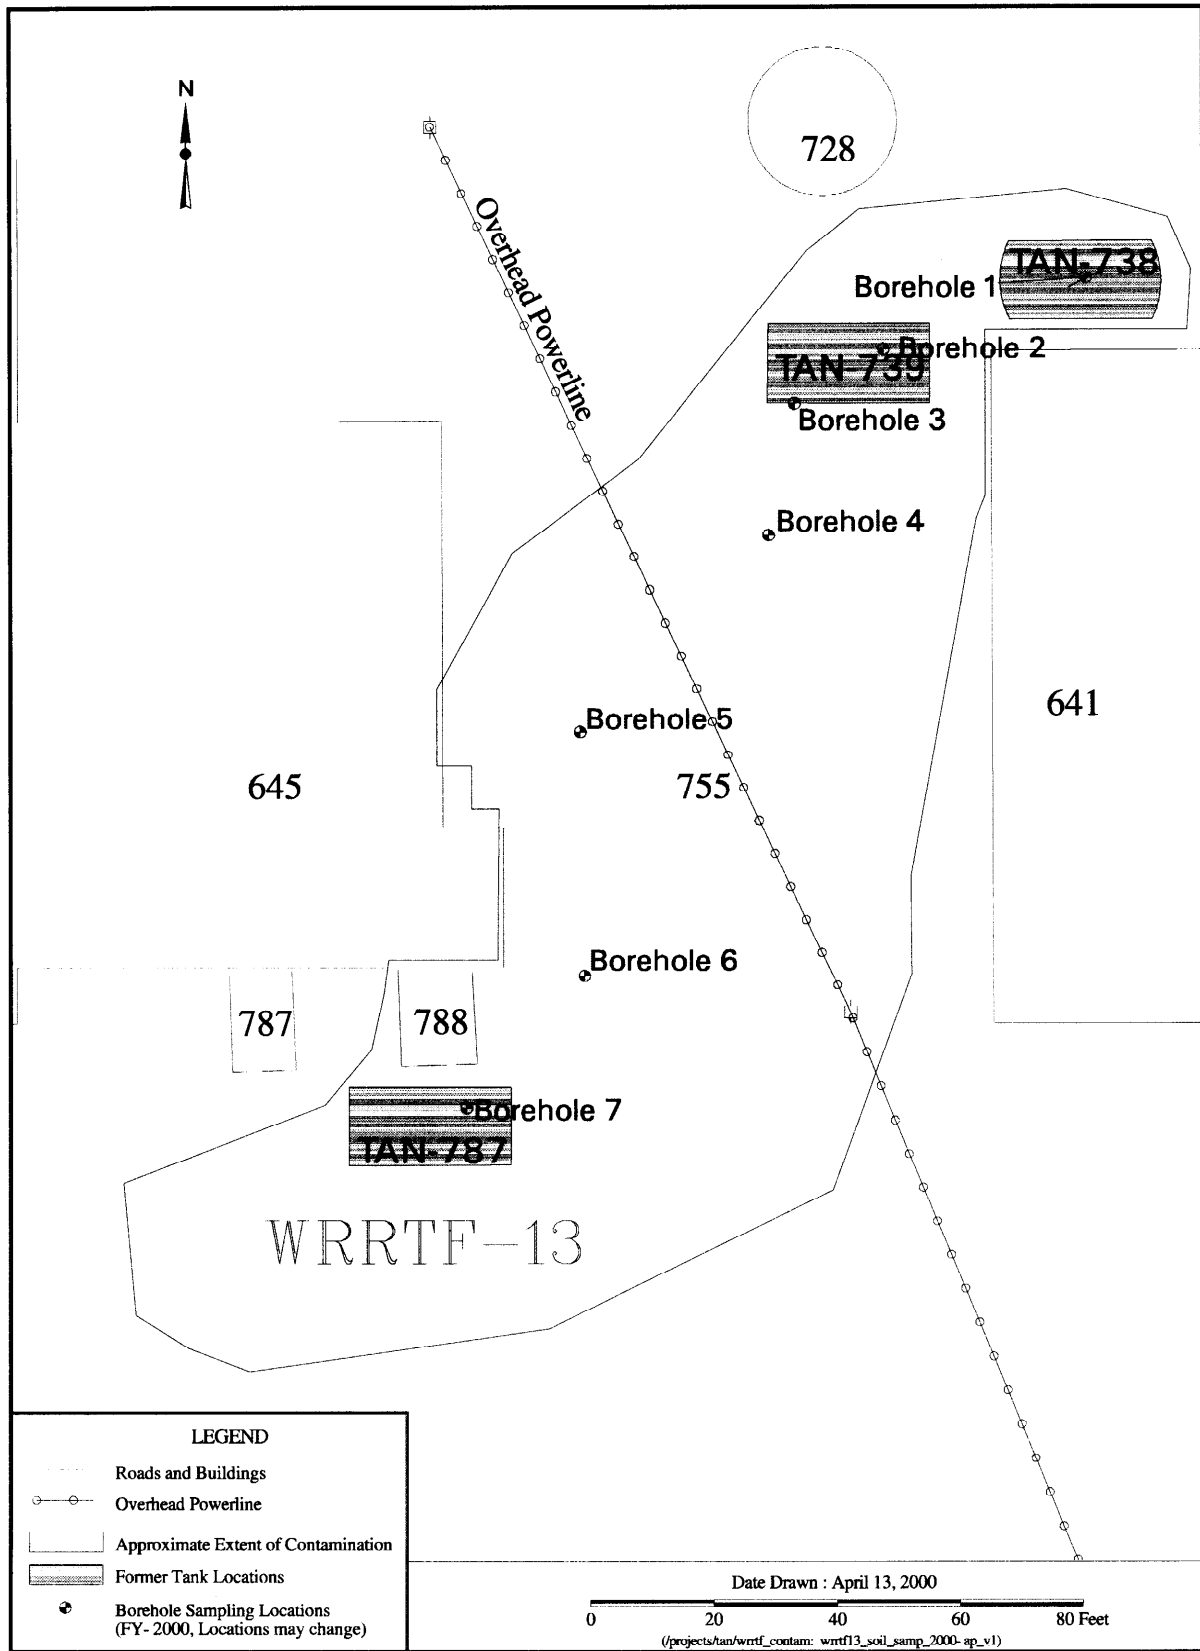 N
728
Overhead Powerline
TAN-738
Borehole 1
Borehole 2
TAN-739
Borehole 3
Borehole 4
641
Borehole 5
645
755
Borehole 6
787
788
Borehole 7
TAN-787
WRRTF-13
LEGEND
Roads and Buildings
Overhead Powerline
Approximate Extent of Contamination
Former Tank Locations
Borehole Sampling Locations
(FY- 2000, Locations may change)
Date Drawn : April 13, 2000
0 20 40 60 80 Feet
(/projects/tan/wrrtf_contam: wrrtf13_soil_samp_2000- ap_v1)